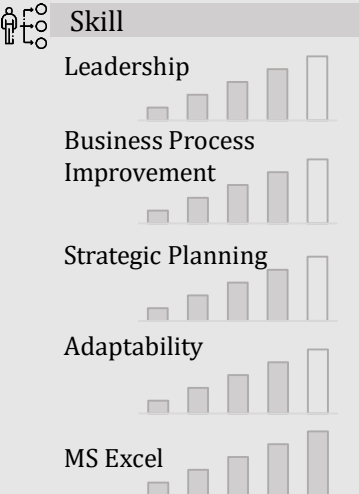 Skill
Leadership
Business Process
Improvement
Strategic Planning
Adaptability
MS Excel